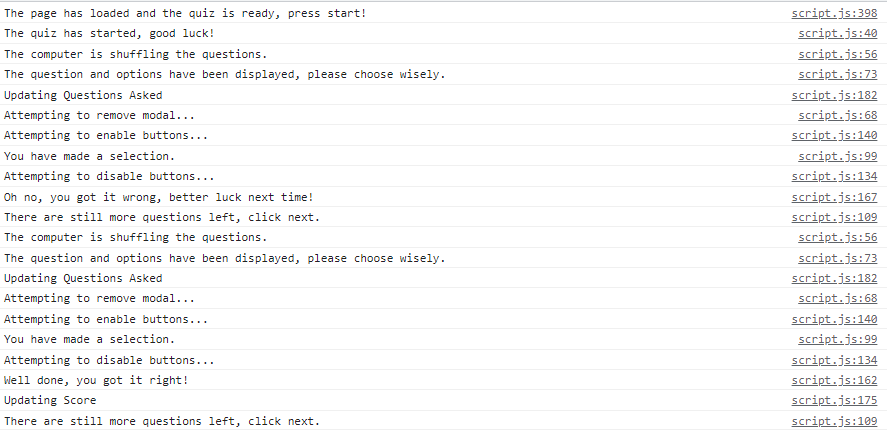 The page has loaded and the quiz is ready, press start! script.js:398
The quiz has started, good luck! script.js:40
The computer is shuffling the questions. script.js:56
The question and options have been displayed, please choose wisely. script.js:73
Updating Questions Asked script.js:182
Attempting to remove modal... script.js:68
Attempting to enable buttons... script.js:140
You have made a selection. script.js:99
Attempting to disable buttons... script.js:134
Oh no, you got it wrong, better luck next time! script.js:167
There are still more questions left, click next. script.js:109
The computer is shuffling the questions. script.js:56
The question and options have been displayed, please choose wisely. script.js:73
Updating Questions Asked script.js:182
Attempting to remove modal... script.js:68
Attempting to enable buttons... script.js:140
You have made a selection. script.js:99
Attempting to disable buttons... script.js:134
Well done, you got it right! script.js:162
Updating Score script.js:175
There are still more questions left, click next. script.js:109